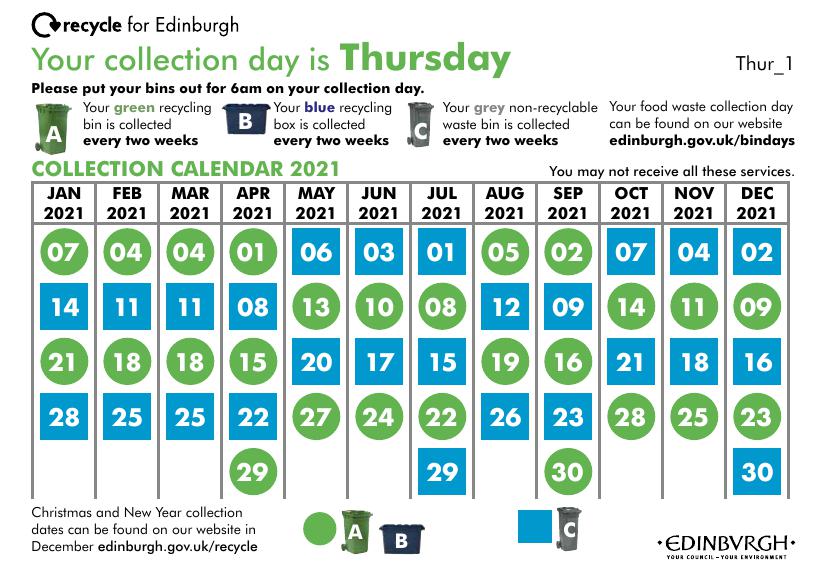 recycle for Edinburgh
Your collection day is Thursday
Thur_1
Please put your bins out for 6am on your collection day.
A
Your green recycling
bin is collected
every two weeks
B
Your blue recycling
box is collected
every two weeks
C
Your grey non-recyclable
waste bin is collected
every two weeks
Your food waste collection day
can be found on our website
edinburgh.gov.uk/bindays
COLLECTION CALENDAR 2021
You may not receive all these services.
JAN FEB MAR APR MAY JUN JUL AUG SEP OCT NOV DEC
2021 2021 2021 2021 2021 2021 2021 2021 2021 2021 2021 2021
07 04 04 01 06 03 01 05 02 07 04 02
14 11 11 08 13 10 08 12 09 14 11 09
21 18 18 15 20 17 15 19 16 21 18 16
28 25 25 22 27 24 22 26 23 28 25 23
29 29 30 30
Christmas and New Year collection
dates can be found on our website in
December edinburgh.gov.uk/recycle
A
B
C
EDINBVRGH
YOUR COUNCIL – YOUR ENVIRONMENT